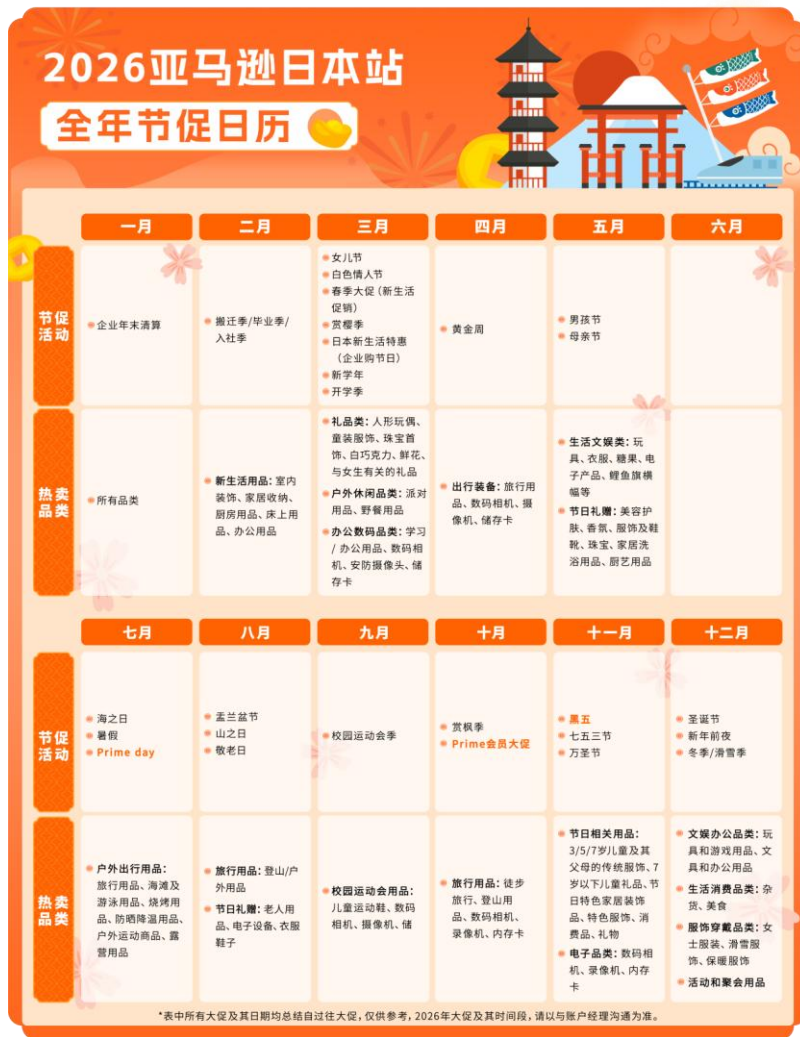 2026亚马逊日本站
全年节促日历
一月
二月
三月
四月
五月
六月
节促
活动
企业年末清算
搬迁季/毕业季/
入社季
女儿节
白色情人节
春季大促（新生活
促销）
赏樱季
日本新生活特惠
（企业购节日）
新学年
开学季
黄金周
男孩节
母亲节
热卖
品类
所有品类
新生活用品：室内
装饰、家居收纳、
厨房用品、床上用
品、办公用品
礼品类：人形玩偶、
童装服饰、珠宝首
饰、白巧克力、鲜花、
与女生有关的礼品
户外休闲品类：派对
用品、野餐用品
办公数码品类：学习
/ 办公用品、数码相
机、安防摄像头、储
存卡
出行装备：旅行用
品、数码相机、摄
像机、储存卡
生活文娱类：玩
具、衣服、糖果、电
子产品、鲤鱼旗横
幅等
节日礼赠：美容护
肤、香氛、服饰及鞋
靴、珠宝、家居洗
浴用品、厨艺用品
七月
八月
九月
十月
十一月
十二月
节促
活动
海之日
暑假
Prime day
盂兰盆节
山之日
敬老日
校园运动会季
赏枫季
Prime会员大促
黑五
七五三节
万圣节
圣诞节
新年前夜
冬季/滑雪季
热卖
品类
户外出行用品：
旅行用品、海滩及
游泳用品、烧烤用
品、防晒降温用品、
户外运动商品、露
营用品
旅行用品：登山/户
外用品
节日礼赠：老人用
品、电子设备、衣服
鞋子
校园运动会用品：
儿童运动鞋、数码
相机、摄像机、储
旅行用品：徒步
旅行、登山用
品、数码相机、
录像机、内存卡
节日相关用品：
3/5/7岁儿童及其
父母的传统服饰、7
岁以下儿童礼品、节
日特色家居装饰
品、特色服饰、消
费品、礼物
电子品类：数码相
机、录像机、内存
卡
文娱办公品类：玩
具和游戏用品、文
具和办公用品
生活消费品类：杂
货、美食
服饰穿戴品类：女
士服装、滑雪服
饰、保暖服饰
活动和聚会用品
*表中所有大促及其日期均总结自过往大促，仅供参考，2026年大促及其时间段，请以与账户经理沟通为准。